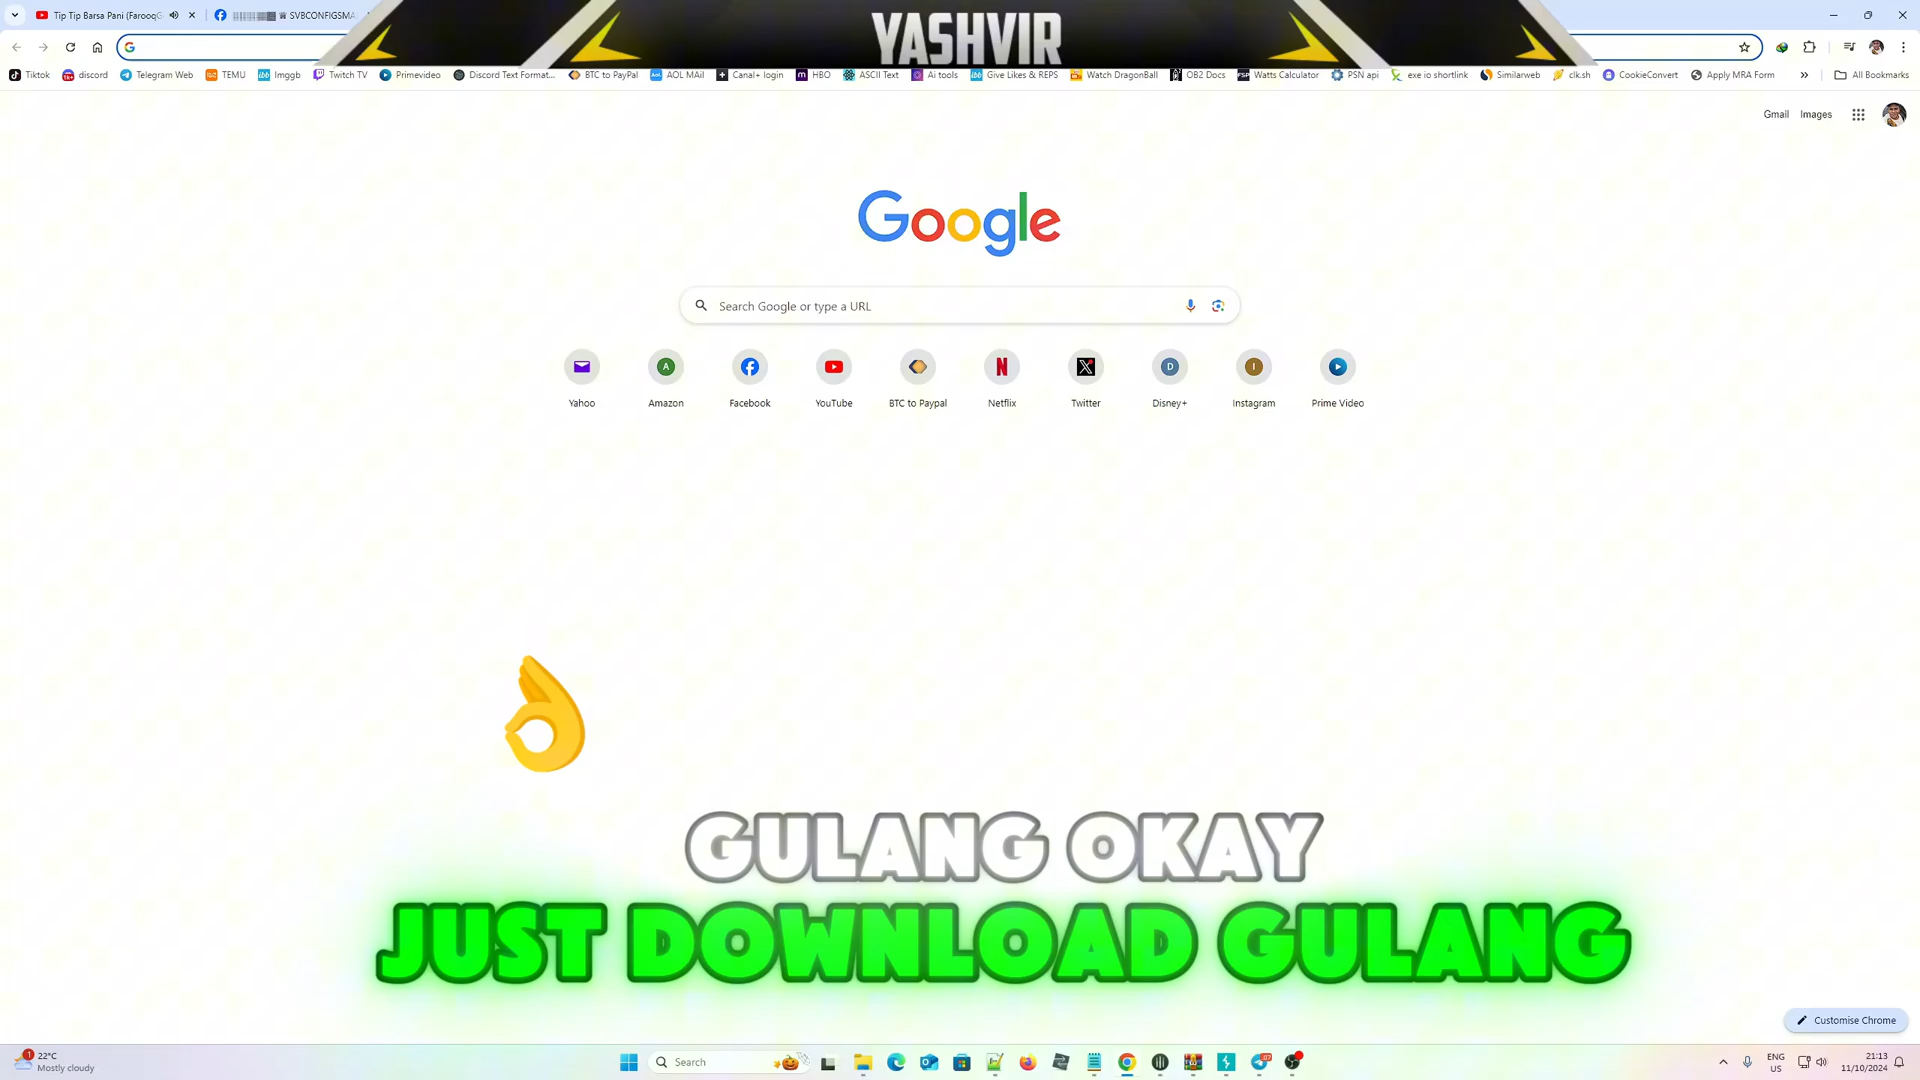 Tip Tip Barsa Pani (FarooqG
SVBCONFIGSMA
YASHVIR
Tiktok
discord
Telegram Web
TEMU
Imggb
Twitch TV
Primevideo
Discord Text Format...
BTC to PayPal
AOL MAil
Canal+ login
HBO
ASCII Text
Ai tools
Give Likes & REPS
Watch DragonBall
OB2 Docs
Watts Calculator
PSN api
exe io shortlink
Similarweb
clk.sh
CookieConvert
Apply MRA Form
All Bookmarks
Gmail Images
Google
Search Google or type a URL
Yahoo
Amazon
Facebook
YouTube
BTC to Paypal
Netflix
Twitter
Disney+
Instagram
Prime Video
GULANG OKAY
JUST DOWNLOAD GULANG
Customise Chrome
22°C
Mostly cloudy
Search
ENG
US
21:13
11/10/2024